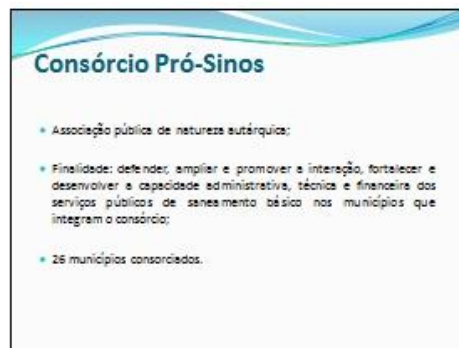 Consórcio Pró-Sinos
Associação pública de natureza autárquica;
Finalidade: defender, ampliar e promover a interação, fortalecer e
desenvolver a capacidade administrativa, técnica e financeira dos
serviços públicos de saneamento básico nos municípios que
integram o consórcio;
26 municípios consorciados.